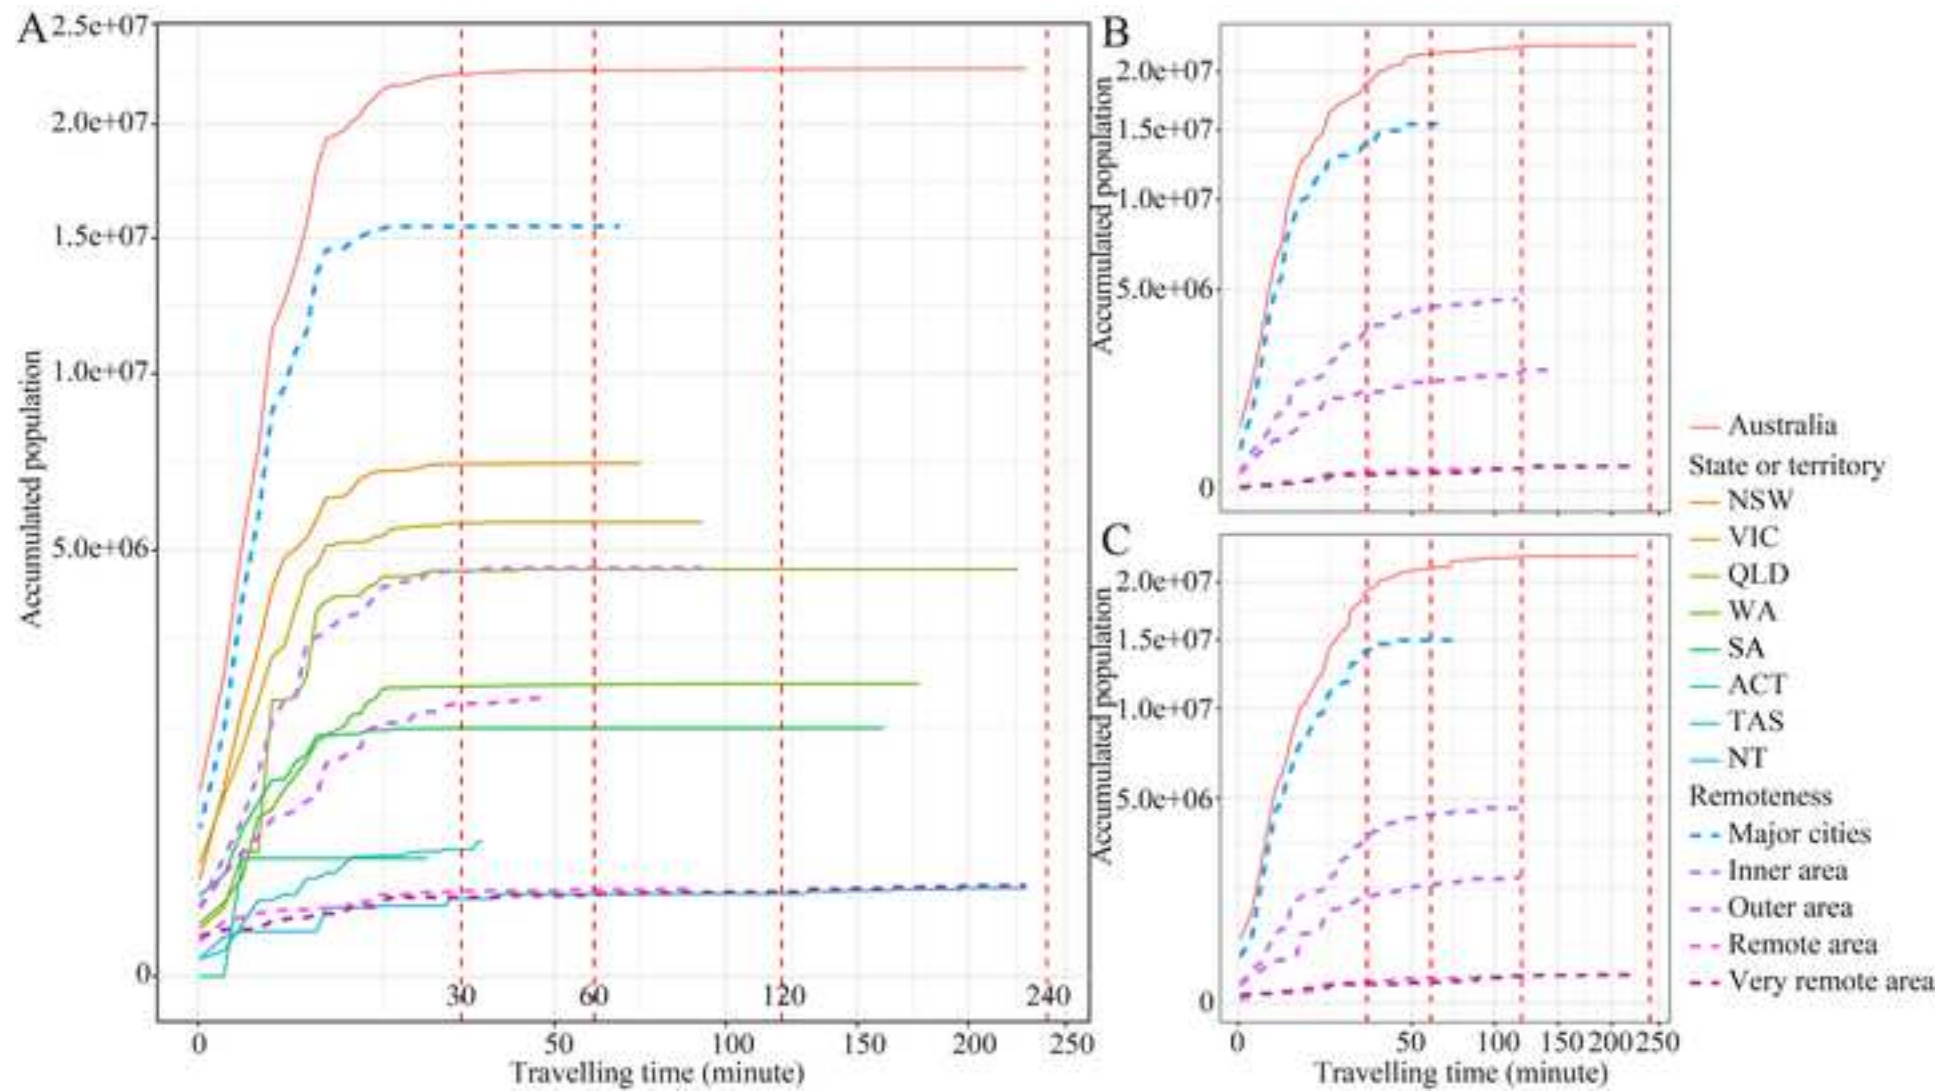 A
2.5e+07
2.0e+07
1.5e+07
1.0e+07
5.0e+06
0
Accumulated population
30
60
120
240
0
50
100
150
200
250
Travelling time (minute)
B
2.0e+07
1.5e+07
1.0e+07
5.0e+06
0
Accumulated population
C
2.0e+07
1.5e+07
1.0e+07
5.0e+06
0
Accumulated population
0
50
100
150
200
250
Travelling time (minute)
Australia
State or territory
NSW
VIC
QLD
WA
SA
ACT
TAS
NT
Remoteness
Major cities
Inner area
Outer area
Remote area
Very remote area